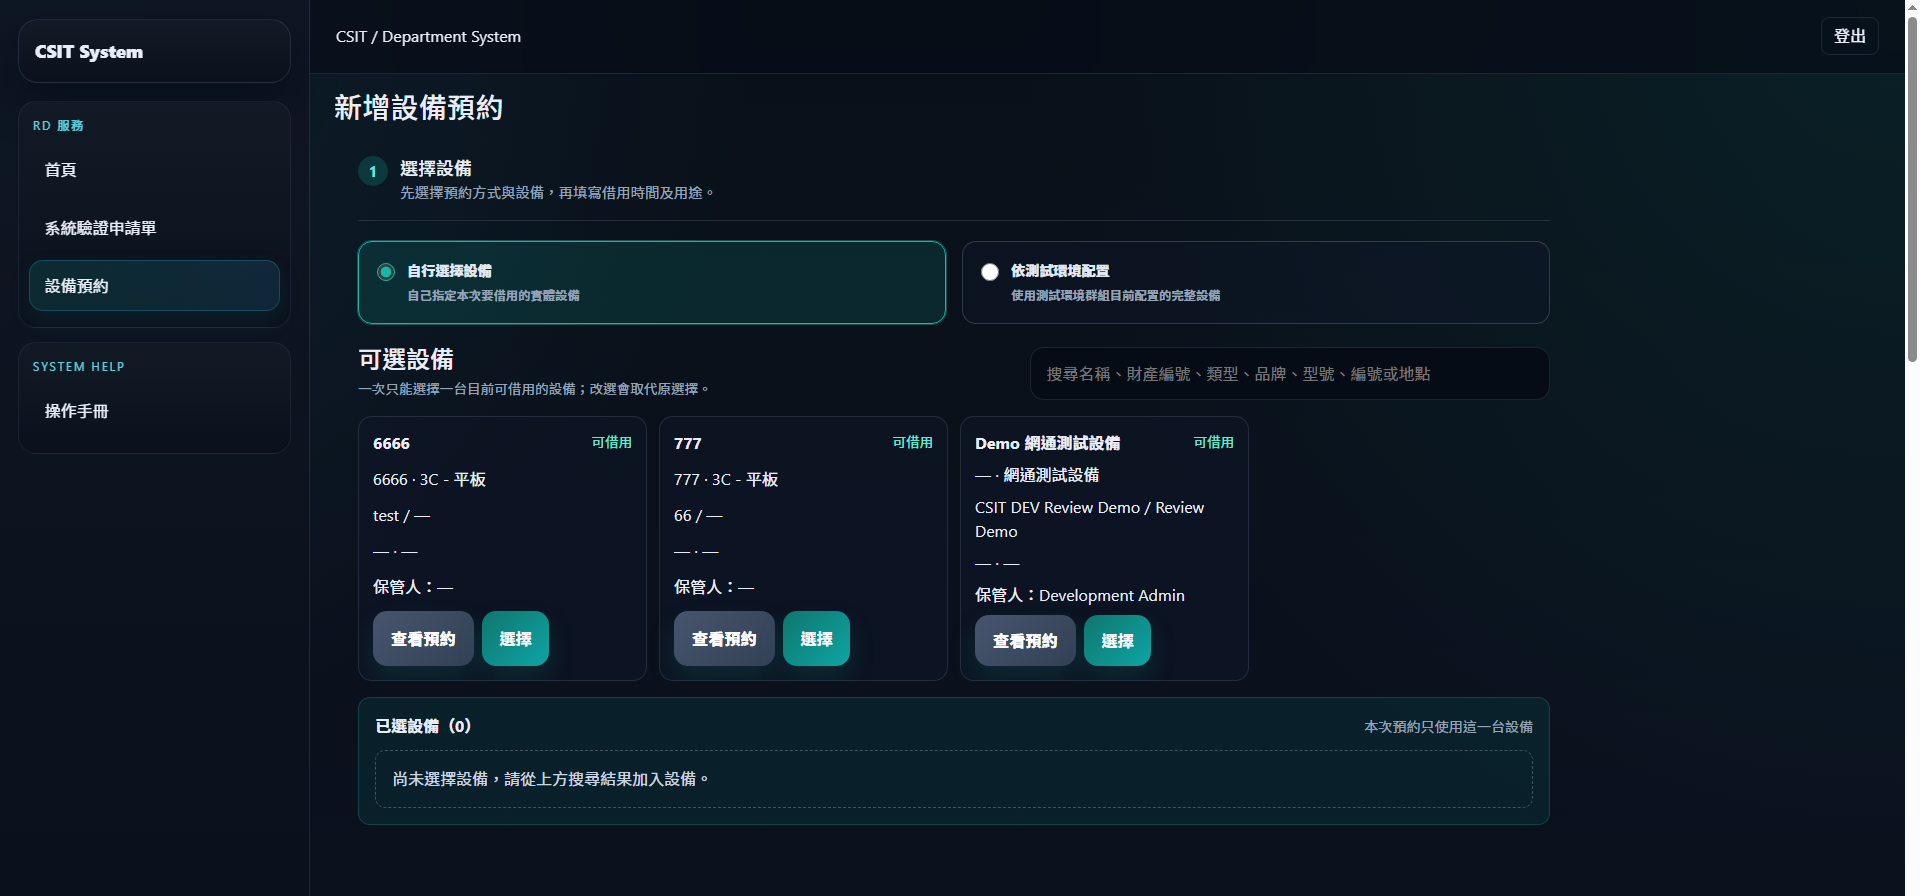 CSIT System
RD 服務
首頁
系統驗證申請單
設備預約
SYSTEM HELP
操作手冊
CSIT / Department System
登出
新增設備預約
1
選擇設備
先選擇預約方式與設備，再填寫借用時間及用途。
自行選擇設備
自己指定本次要借用的實體設備
依測試環境配置
使用測試環境群組目前配置的完整設備
可選設備
一次只能選擇一台目前可借用的設備；改選會取代原選擇。
搜尋名稱、財產編號、類型、品牌、型號、編號或地點
6666
可借用
6666 · 3C - 平板
test / —
— · —
保管人：—
查看預約
選擇
777
可借用
777 · 3C - 平板
66 / —
— · —
保管人：—
查看預約
選擇
Demo 網通測試設備
可借用
— · 網通測試設備
CSIT DEV Review Demo / Review
Demo
— · —
保管人：Development Admin
查看預約
選擇
已選設備（0）
本次預約只使用這一台設備
尚未選擇設備，請從上方搜尋結果加入設備。